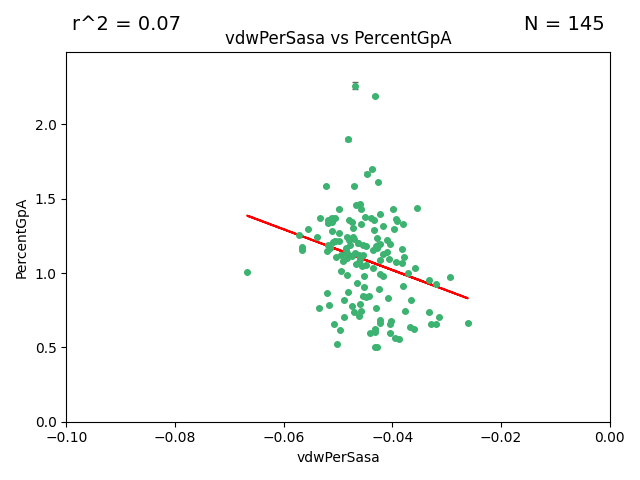 r^2 = 0.07
N = 145
vdwPerSasa vs PercentGpA
PercentGpA
2.0
1.5
1.0
0.5
0.0
−0.10
−0.08
−0.06
−0.04
−0.02
0.00
vdwPerSasa